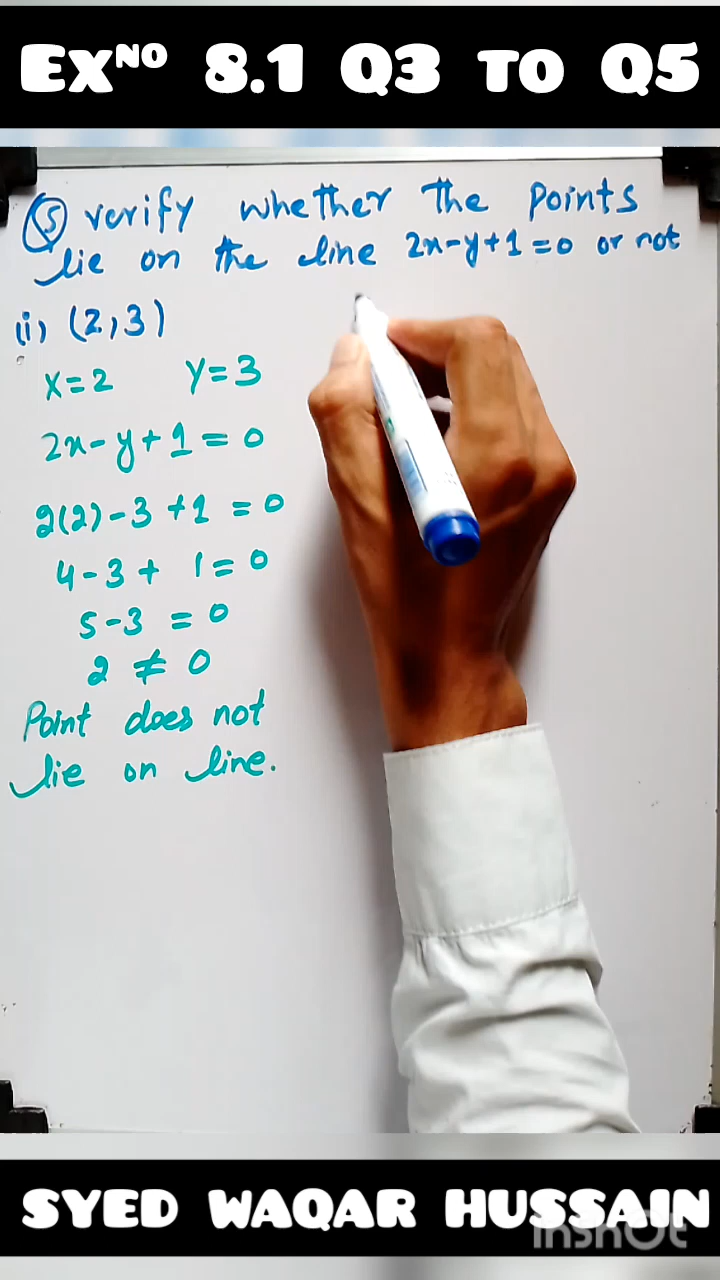 EXNO 8.1 Q3 TO Q5
Q5 verify whether the points
lie on the line 2x-y+1=0 or not
(i) (2,3)
x=2 y=3
2x-y+1=0
2(2)-3+1=0
4-3+1=0
5-3=0
2≠0
Point does not
lie on line.
SYED WAQAR HUSSAIN
InShOt